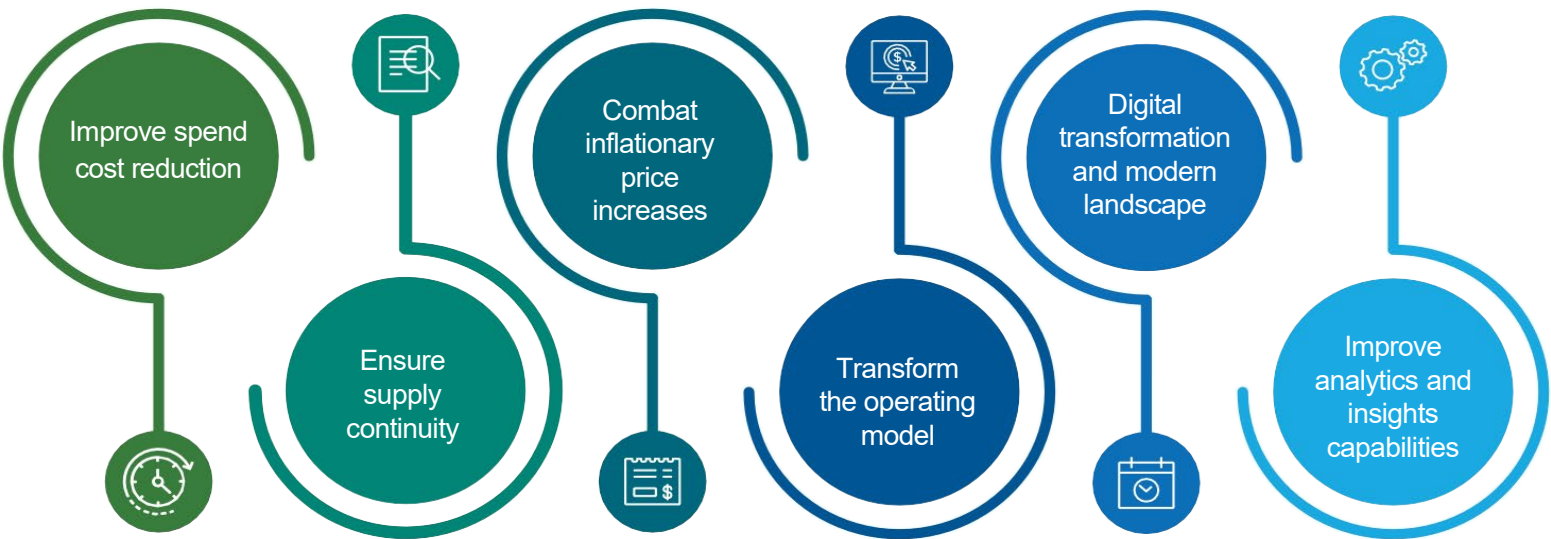 Improve spend
cost reduction
Ensure
supply
continuity
Combat
inflationary
price
increases
$
Transform
the operating
model
$
Digital
transformation
and modern
landscape
Improve
analytics and
insights
capabilities